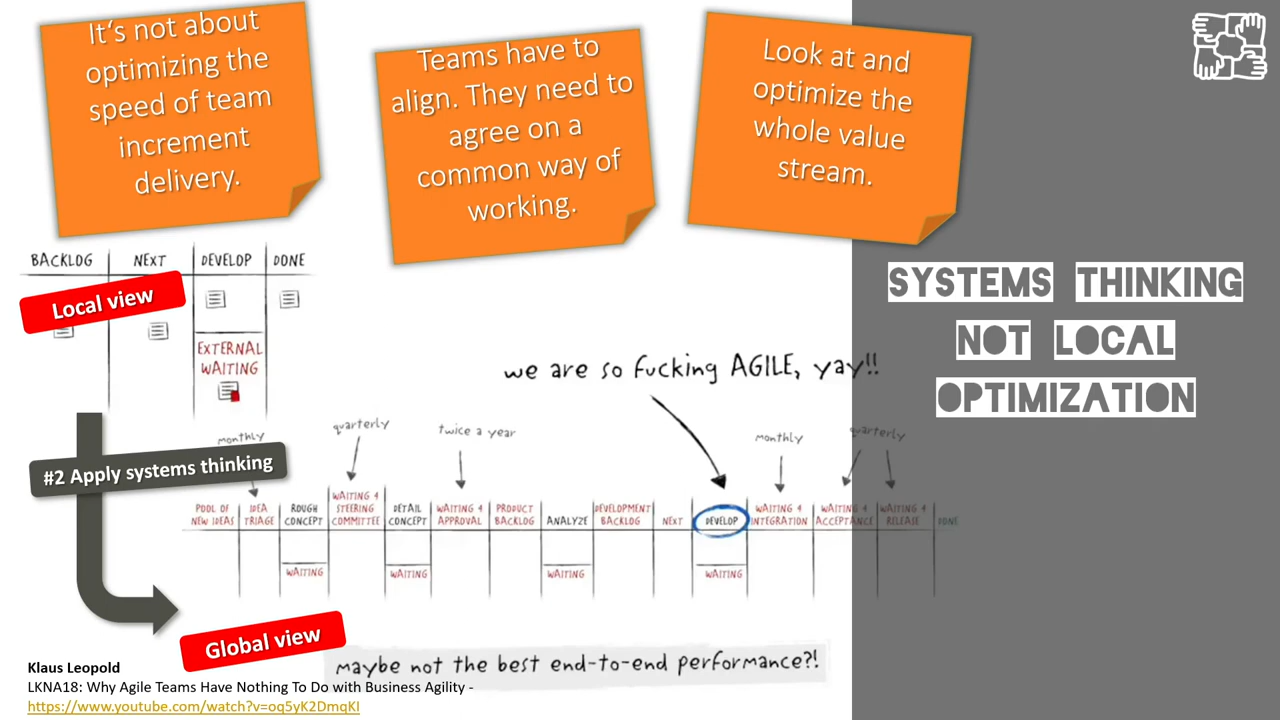 It's not about
optimizing the
speed of team
increment
delivery.
Teams have to
align. They need to
agree on a
common way of
working.
Look at and
optimize the
whole value
stream.
SYSTEMS THINKING
NOT LOCAL
OPTIMIZATION
BACKLOG NEXT DEVELOP DONE
Local view
EXTERNAL
WAITING
we are so fucking AGILE, yay!!
#2 Apply systems thinking
monthly
quarterly
twice a year
monthly
quarterly
POOL OF
NEW IDEAS
IDEA
TRIAGE
ROUGH
CONCEPT
WAITING 4
STEERING
COMMITTEE
DETAIL
CONCEPT
WAITING 4
APPROVAL
PRODUCT
BACKLOG
ANALYZE
DEVELOPMENT
BACKLOG
NEXT
DEVELOP
WAITING 4
INTEGRATION
WAITING 4
ACCEPTANCE
WAITING 4
RELEASE
DONE
WAITING
WAITING
WAITING
WAITING
Global view
maybe not the best end-to-end performance?!
Klaus Leopold
LKNA18: Why Agile Teams Have Nothing To Do with Business Agility -
https://www.youtube.com/watch?v=oq5yK2DmqKI